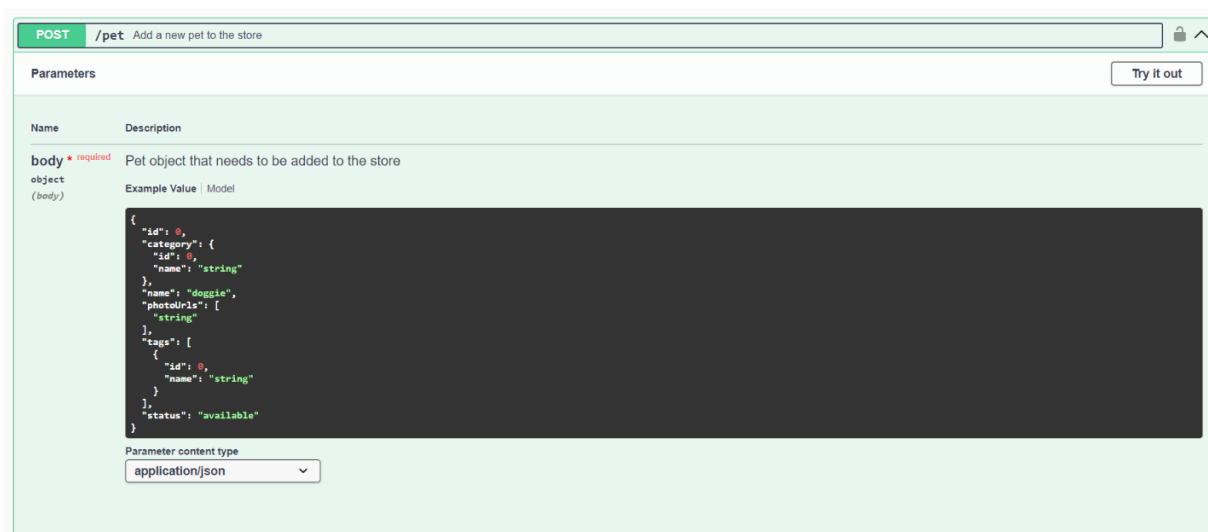 POST /pet Add a new pet to the store
Parameters
Try it out
Name Description
body * required Pet object that needs to be added to the store
object
(body)
Example Value | Model
{
  "id": 0,
  "category": {
    "id": 0,
    "name": "string"
  },
  "name": "doggie",
  "photoUrls": [
    "string"
  ],
  "tags": [
    {
      "id": 0,
      "name": "string"
    }
  ],
  "status": "available"
}
Parameter content type
application/json